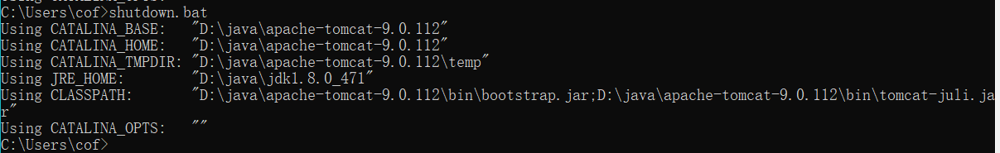 C:\Users\cof>shutdown.bat
Using CATALINA_BASE:   "D:\java\apache-tomcat-9.0.112"
Using CATALINA_HOME:   "D:\java\apache-tomcat-9.0.112"
Using CATALINA_TMPDIR: "D:\java\apache-tomcat-9.0.112\temp"
Using JRE_HOME:        "D:\java\jdk1.8.0_471"
Using CLASSPATH:       "D:\java\apache-tomcat-9.0.112\bin\bootstrap.jar;D:\java\apache-tomcat-9.0.112\bin\tomcat-juli.ja
r"
Using CATALINA_OPTS:   ""
C:\Users\cof>